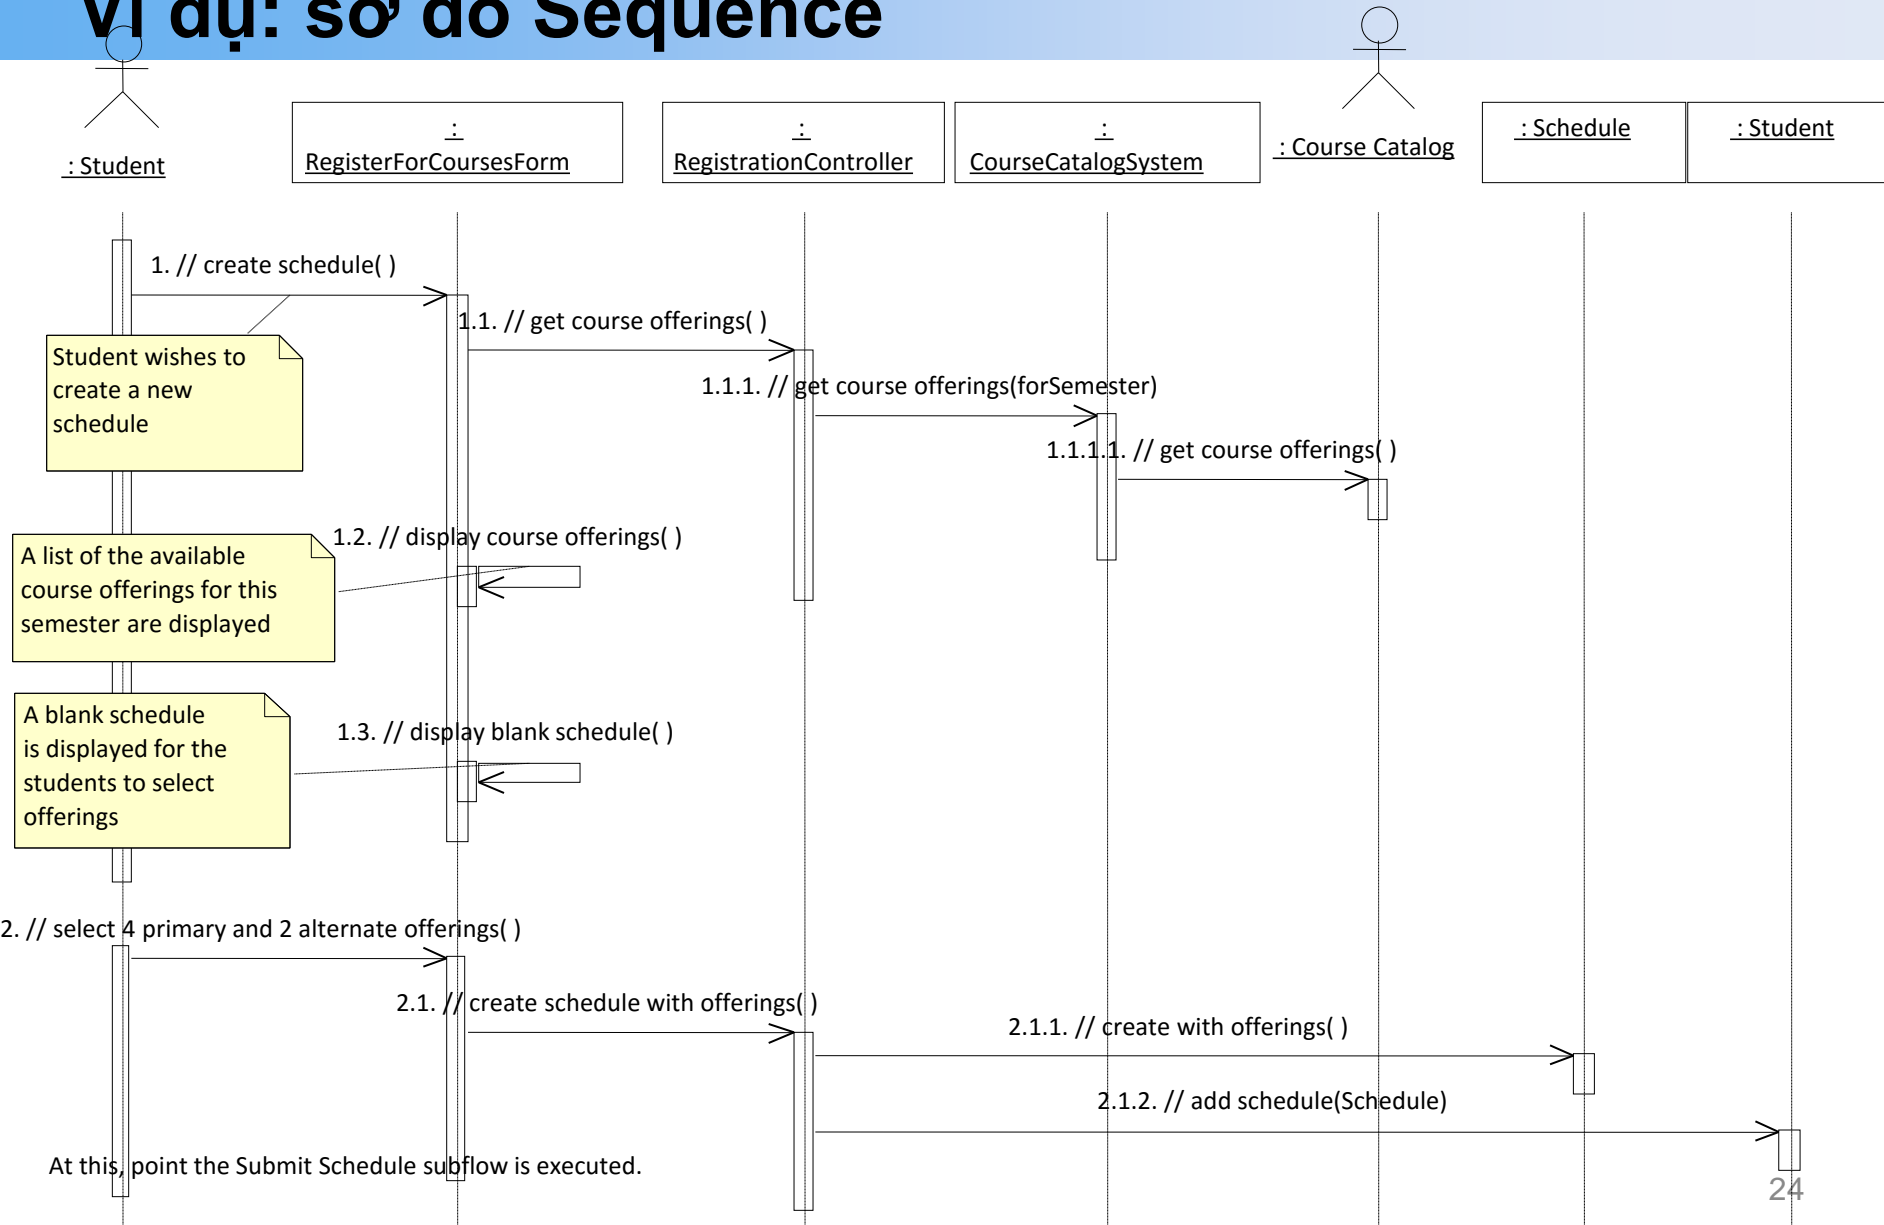 Ví dụ: sơ đồ Sequence
: Student
:
RegisterForCoursesForm
:
RegistrationController
:
CourseCatalogSystem
: Course Catalog
: Schedule
: Student
1. // create schedule( )
1.1. // get course offerings( )
Student wishes to
create a new
schedule
1.1.1. // get course offerings(forSemester)
1.1.1.1. // get course offerings( )
1.2. // display course offerings( )
A list of the available
course offerings for this
semester are displayed
1.3. // display blank schedule( )
A blank schedule
is displayed for the
students to select
offerings
2. // select 4 primary and 2 alternate offerings( )
2.1. // create schedule with offerings( )
2.1.1. // create with offerings( )
2.1.2. // add schedule(Schedule)
At this, point the Submit Schedule subflow is executed.
24